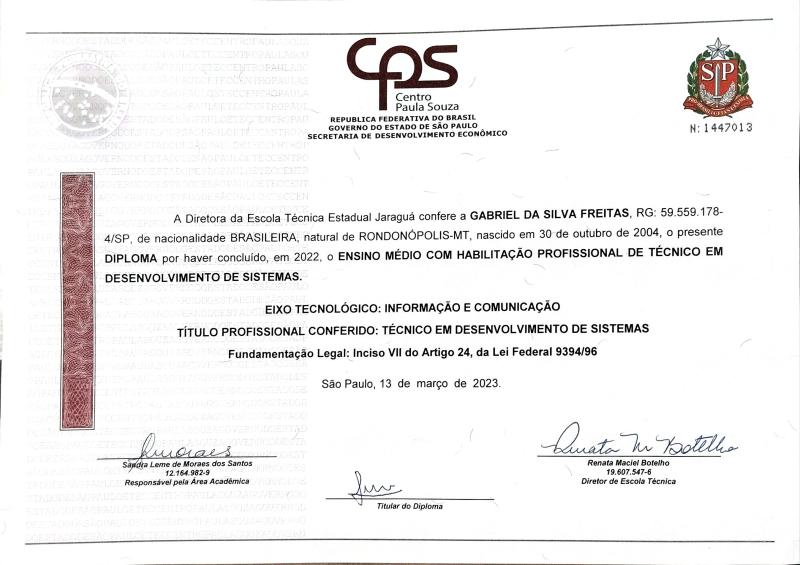 cps
Centro
Paula Souza
REPUBLICA FEDERATIVA DO BRASIL
GOVERNO DO ESTADO DE SÃO PAULO
SECRETARIA DE DESENVOLVIMENTO ECONÔMICO
SP
N: 1447013
A Diretora da Escola Técnica Estadual Jaraguá confere a GABRIEL DA SILVA FREITAS, RG: 59.559.178-
4/SP, de nacionalidade BRASILEIRA, natural de RONDONÓPOLIS-MT, nascido em 30 de outubro de 2004, o presente
DIPLOMA por haver concluído, em 2022, o ENSINO MÉDIO COM HABILITAÇÃO PROFISSIONAL DE TÉCNICO EM
DESENVOLVIMENTO DE SISTEMAS.
EIXO TECNOLÓGICO: INFORMAÇÃO E COMUNICAÇÃO
TÍTULO PROFISSIONAL CONFERIDO: TÉCNICO EM DESENVOLVIMENTO DE SISTEMAS
Fundamentação Legal: Inciso VII do Artigo 24, da Lei Federal 9394/96
São Paulo, 13 de março de 2023.
Sandra Leme de Moraes dos Santos
12.164.982-9
Responsável pela Área Acadêmica
Renata M Botelho
Renata Maciel Botelho
19.607.547-6
Diretor de Escola Técnica
Titular do Diploma